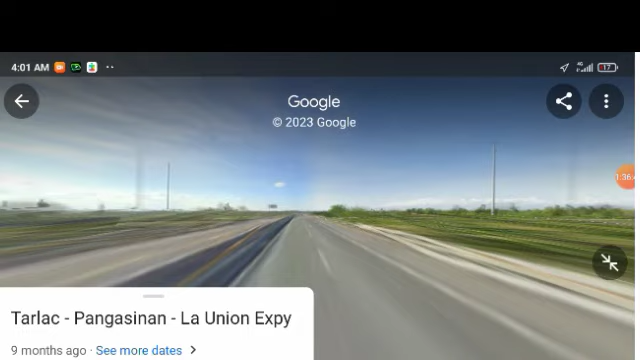 4:01 AM
4G
17
Google
© 2023 Google
1:36
Tarlac - Pangasinan - La Union Expy
9 months ago · See more dates